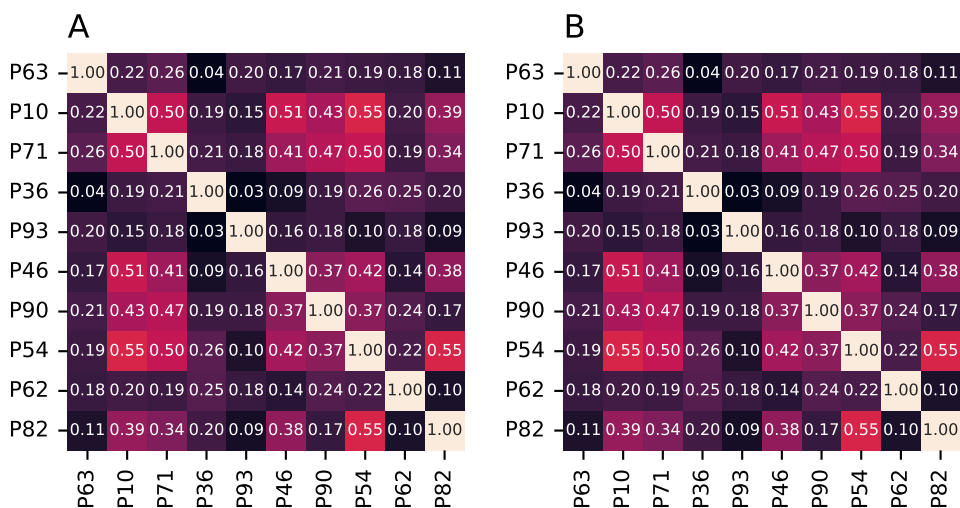 A B
P63 1.00 0.22 0.26 0.04 0.20 0.17 0.21 0.19 0.18 0.11 P63 1.00 0.22 0.26 0.04 0.20 0.17 0.21 0.19 0.18 0.11
P10 0.22 1.00 0.50 0.19 0.15 0.51 0.43 0.55 0.20 0.39 P10 0.22 1.00 0.50 0.19 0.15 0.51 0.43 0.55 0.20 0.39
P71 0.26 0.50 1.00 0.21 0.18 0.41 0.47 0.50 0.19 0.34 P71 0.26 0.50 1.00 0.21 0.18 0.41 0.47 0.50 0.19 0.34
P36 0.04 0.19 0.21 1.00 0.03 0.09 0.19 0.26 0.25 0.20 P36 0.04 0.19 0.21 1.00 0.03 0.09 0.19 0.26 0.25 0.20
P93 0.20 0.15 0.18 0.03 1.00 0.16 0.18 0.10 0.18 0.09 P93 0.20 0.15 0.18 0.03 1.00 0.16 0.18 0.10 0.18 0.09
P46 0.17 0.51 0.41 0.09 0.16 1.00 0.37 0.42 0.14 0.38 P46 0.17 0.51 0.41 0.09 0.16 1.00 0.37 0.42 0.14 0.38
P90 0.21 0.43 0.47 0.19 0.18 0.37 1.00 0.37 0.24 0.17 P90 0.21 0.43 0.47 0.19 0.18 0.37 1.00 0.37 0.24 0.17
P54 0.19 0.55 0.50 0.26 0.10 0.42 0.37 1.00 0.22 0.55 P54 0.19 0.55 0.50 0.26 0.10 0.42 0.37 1.00 0.22 0.55
P62 0.18 0.20 0.19 0.25 0.18 0.14 0.24 0.22 1.00 0.10 P62 0.18 0.20 0.19 0.25 0.18 0.14 0.24 0.22 1.00 0.10
P82 0.11 0.39 0.34 0.20 0.09 0.38 0.17 0.55 0.10 1.00 P82 0.11 0.39 0.34 0.20 0.09 0.38 0.17 0.55 0.10 1.00
P63 P10 P71 P36 P93 P46 P90 P54 P62 P82 P63 P10 P71 P36 P93 P46 P90 P54 P62 P82